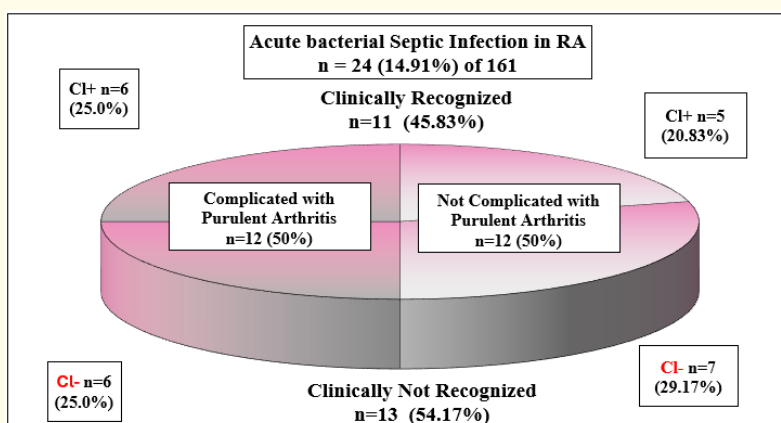 Acute bacterial Septic Infection in RA
n = 24 (14.91%) of 161
Cl+ n=6
(25.0%)
Clinically Recognized
n=11 (45.83%)
Cl+ n=5
(20.83%)
Complicated with
Purulent Arthritis
n=12 (50%)
Not Complicated with
Purulent Arthritis
n=12 (50%)
Cl- n=6
(25.0%)
Clinically Not Recognized
n=13 (54.17%)
Cl- n=7
(29.17%)